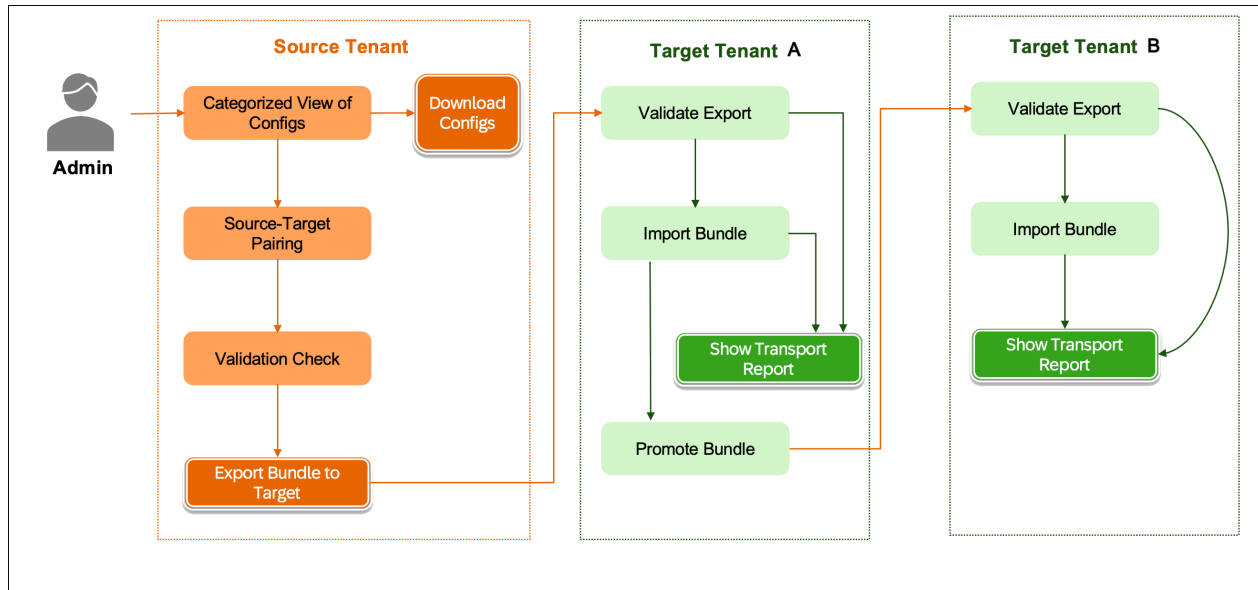 Source Tenant
Admin
Categorized View of
Configs
Download
Configs
Source-Target
Pairing
Validation Check
Export Bundle to
Target
Target Tenant A
Validate Export
Import Bundle
Show Transport
Report
Promote Bundle
Target Tenant B
Validate Export
Import Bundle
Show Transport
Report